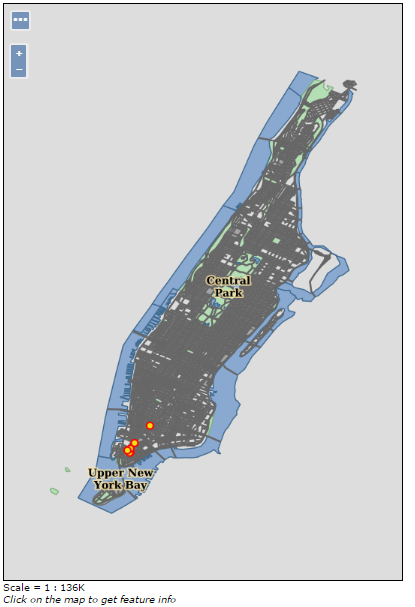 +
–
Central
Park
Upper New
York Bay
Scale = 1 : 136K
Click on the map to get feature info